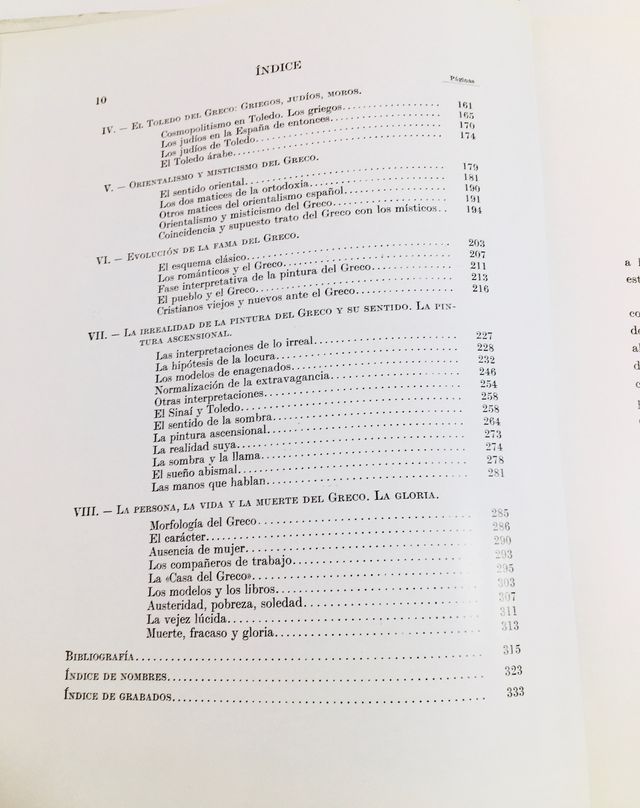 ÍNDICE
10
Páginas
IV. — El Toledo del Greco: Griegos, judíos, moros.
Cosmopolitismo en Toledo. Los griegos 161
Los judíos en la España de entonces 165
Los judíos de Toledo 170
El Toledo árabe 174
V. — Orientalismo y misticismo del Greco.
El sentido oriental 179
Los dos matices de la ortodoxia 181
Otros matices del orientalismo español 190
Orientalismo y misticismo del Greco 191
Coincidencia y supuesto trato del Greco con los místicos 194
VI. — Evolución de la fama del Greco.
El esquema clásico 203
Los románticos y el Greco 207
Fase interpretativa de la pintura del Greco 211
El pueblo y el Greco 213
Cristianos viejos y nuevos ante el Greco 216
VII. — La irrealidad de la pintura del Greco y su sentido. La pin-
tura ascensional.
Las interpretaciones de lo irreal 227
La hipótesis de la locura 228
Los modelos de enagenados 232
Normalización de la extravagancia 246
Otras interpretaciones 254
El Sinaí y Toledo 258
El sentido de la sombra 258
La pintura ascensional 264
La realidad suya 273
La sombra y la llama 274
El sueño abismal 278
Las manos que hablan 281
VIII. — La persona, la vida y la muerte del Greco. La gloria.
Morfología del Greco 285
El carácter 286
Ausencia de mujer 290
Los compañeros de trabajo 293
La «Casa del Greco» 295
Los modelos y los libros 303
Austeridad, pobreza, soledad 307
La vejez lúcida 311
Muerte, fracaso y gloria 313
Bibliografía 315
Índice de nombres 323
Índice de grabados 333